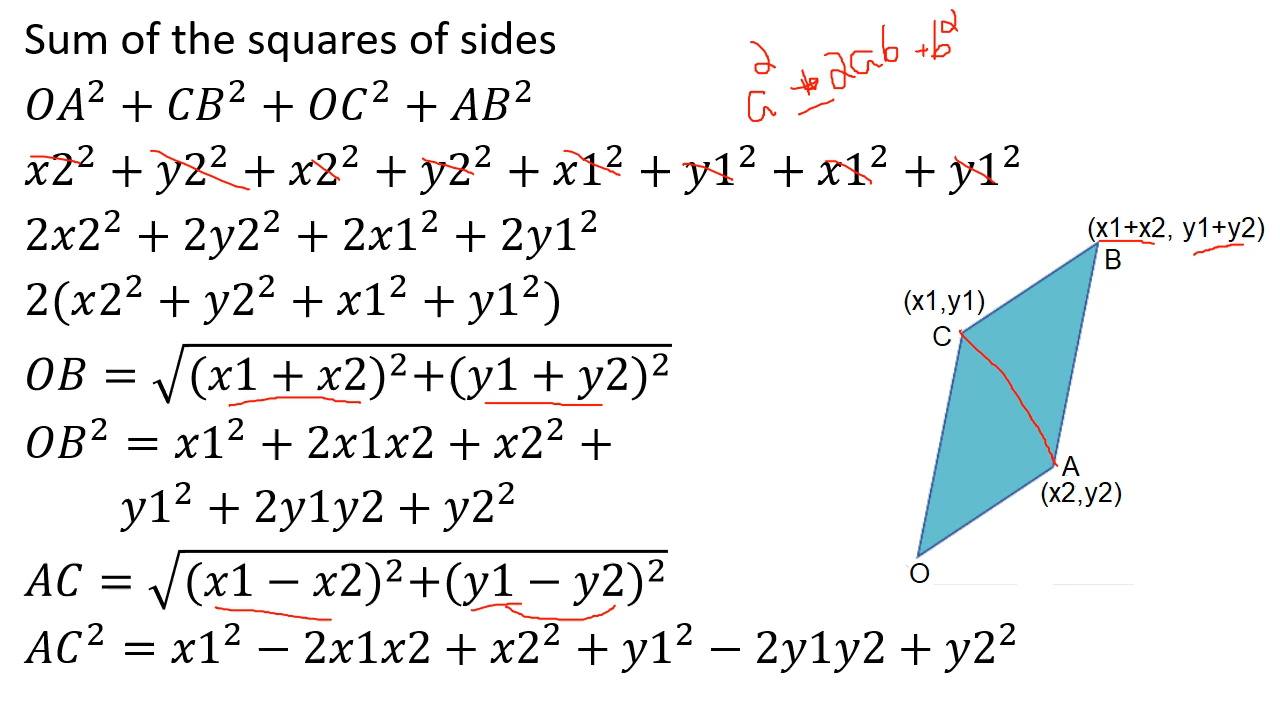 Sum of the squares of sides
a² + 2ab + b²
OA² + CB² + OC² + AB²
x2² + y2² + x2² + y2² + x1² + y1² + x1² + y1²
2x2² + 2y2² + 2x1² + 2y1²
2(x2² + y2² + x1² + y1²)
OB = √(x1 + x2)²+(y1 + y2)²
OB² = x1² + 2x1x2 + x2² +
y1² + 2y1y2 + y2²
AC = √(x1 − x2)²+(y1 − y2)²
AC² = x1² − 2x1x2 + x2² + y1² − 2y1y2 + y2²
(x1+x2, y1+y2)
B
(x1,y1)
C
A
(x2,y2)
O